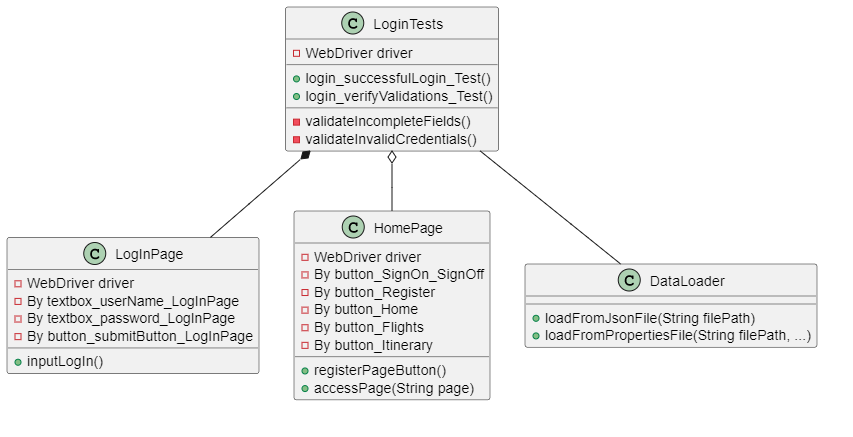 C LoginTests
WebDriver driver
login_successfulLogin_Test()
login_verifyValidations_Test()
validateIncompleteFields()
validateInvalidCredentials()
C LogInPage
WebDriver driver
By textbox_userName_LogInPage
By textbox_password_LogInPage
By button_submitButton_LogInPage
inputLogIn()
C HomePage
WebDriver driver
By button_SignOn_SignOff
By button_Register
By button_Home
By button_Flights
By button_Itinerary
registerPageButton()
accessPage(String page)
C DataLoader
loadFromJsonFile(String filePath)
loadFromPropertiesFile(String filePath, ...)